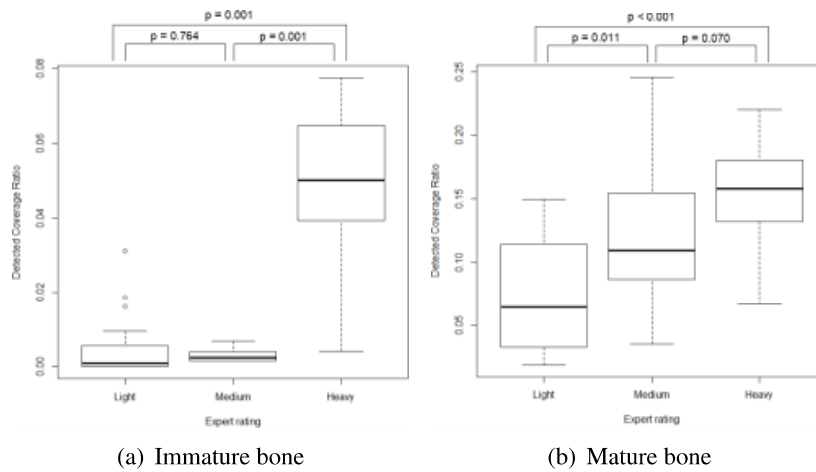 p = 0.001
p = 0.764 p = 0.001
0.08
0.06
0.04
0.02
0.00
Detected Coverage Ratio
Light Medium Heavy
Expert rating
(a) Immature bone
p < 0.001
p = 0.011 p = 0.070
0.25
0.20
0.15
0.10
0.05
Detected Coverage Ratio
Light Medium Heavy
Expert rating
(b) Mature bone